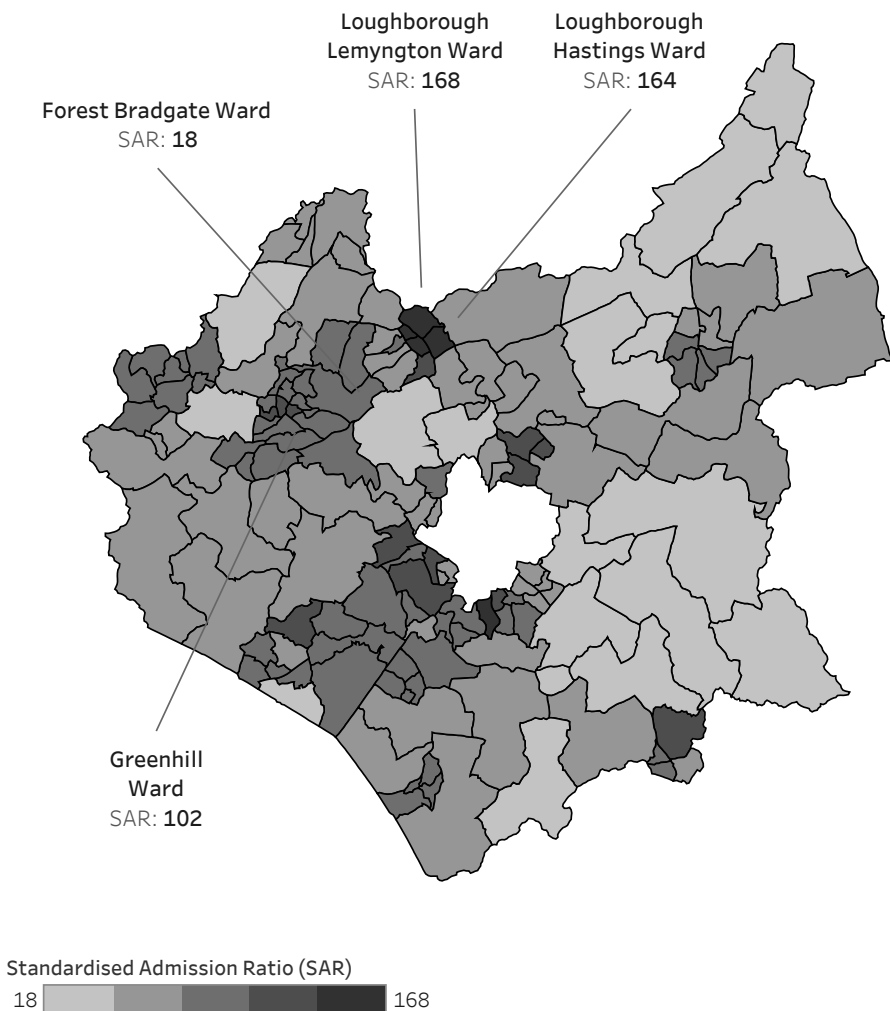 Loughborough
Lemyngton Ward
SAR: 168
Loughborough
Hastings Ward
SAR: 164
Forest Bradgate Ward
SAR: 18
Greenhill
Ward
SAR: 102
Standardised Admission Ratio (SAR)
18 168